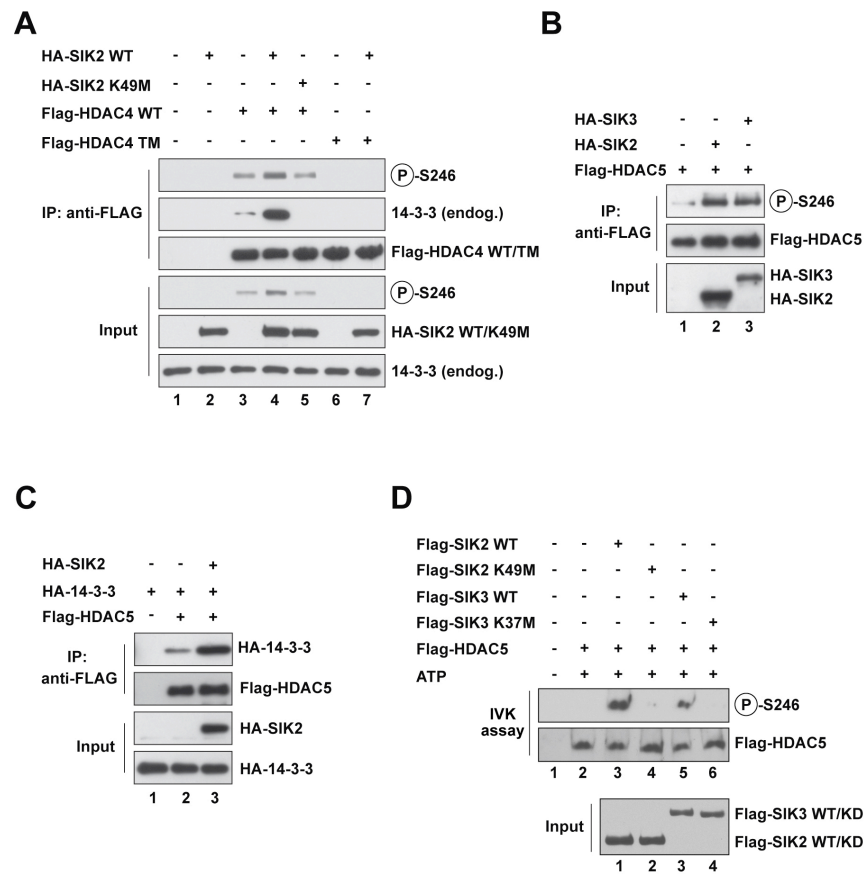 A
HA-SIK2 WT - + - + - - +
HA-SIK2 K49M - - - - + - -
Flag-HDAC4 WT - - + + + - -
Flag-HDAC4 TM - - - - - + +
IP: anti-FLAG
P-S246
14-3-3 (endog.)
Flag-HDAC4 WT/TM
Input
P-S246
HA-SIK2 WT/K49M
14-3-3 (endog.)
1 2 3 4 5 6 7
B
HA-SIK3 - - +
HA-SIK2 - + -
Flag-HDAC5 + + +
IP:
anti-FLAG
P-S246
Flag-HDAC5
Input
HA-SIK3
HA-SIK2
1 2 3
C
HA-SIK2 - - +
HA-14-3-3 + + +
Flag-HDAC5 - + +
IP:
anti-FLAG
HA-14-3-3
Flag-HDAC5
Input
HA-SIK2
HA-14-3-3
1 2 3
D
Flag-SIK2 WT - - + - - -
Flag-SIK2 K49M - - - + - -
Flag-SIK3 WT - - - - + -
Flag-SIK3 K37M - - - - - +
Flag-HDAC5 - + + + + +
ATP - + + + + +
IVK
assay
P-S246
Flag-HDAC5
1 2 3 4 5 6
Input
Flag-SIK3 WT/KD
Flag-SIK2 WT/KD
1 2 3 4